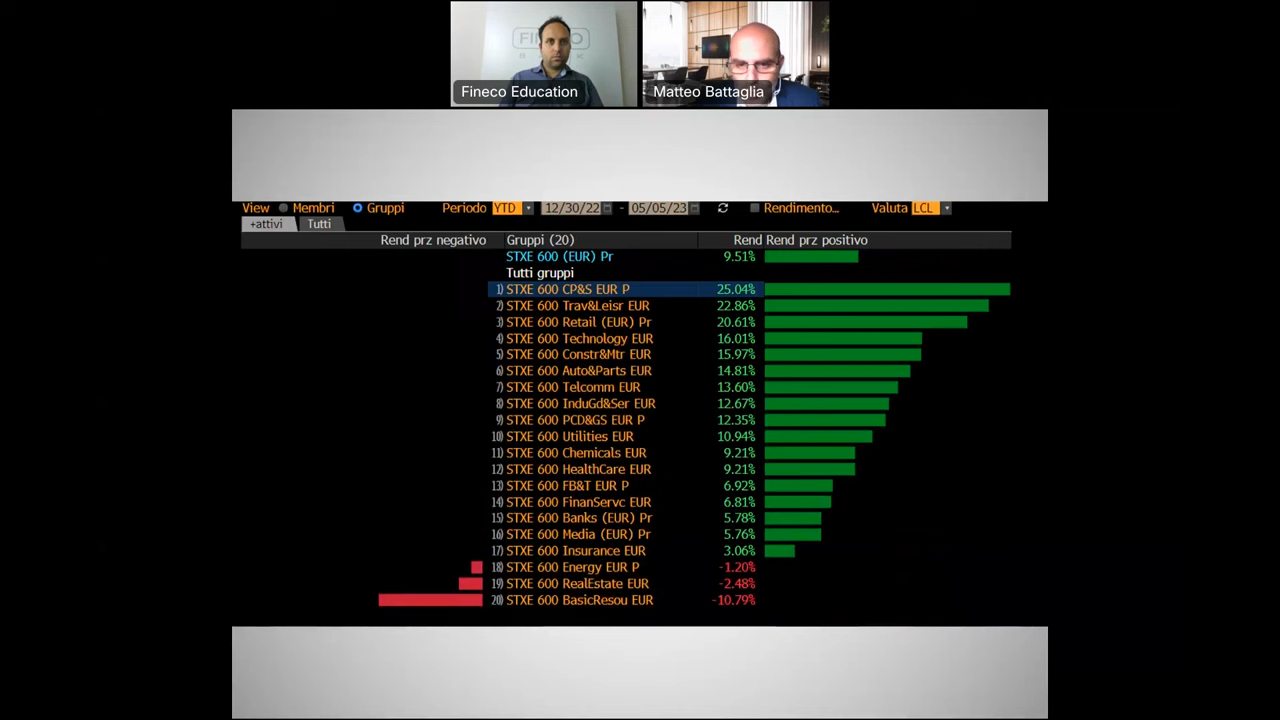 FINECO
BANK
Fineco Education
Matteo Battaglia
View Membri Gruppi Periodo YTD 12/30/22 - 05/05/23 Rendimento... Valuta LCL
+attivi Tutti
Rend prz negativo Gruppi (20) Rend Rend prz positivo
STXE 600 (EUR) Pr 9.51%
Tutti gruppi
1) STXE 600 CP&S EUR P 25.04%
2) STXE 600 Trav&Leisr EUR 22.86%
3) STXE 600 Retail (EUR) Pr 20.61%
4) STXE 600 Technology EUR 16.01%
5) STXE 600 Constr&Mtr EUR 15.97%
6) STXE 600 Auto&Parts EUR 14.81%
7) STXE 600 Telcomm EUR 13.60%
8) STXE 600 InduGd&Ser EUR 12.67%
9) STXE 600 PCD&GS EUR P 12.35%
10) STXE 600 Utilities EUR 10.94%
11) STXE 600 Chemicals EUR 9.21%
12) STXE 600 HealthCare EUR 9.21%
13) STXE 600 FB&T EUR P 6.92%
14) STXE 600 FinanServc EUR 6.81%
15) STXE 600 Banks (EUR) Pr 5.78%
16) STXE 600 Media (EUR) Pr 5.76%
17) STXE 600 Insurance EUR 3.06%
18) STXE 600 Energy EUR P -1.20%
19) STXE 600 RealEstate EUR -2.48%
20) STXE 600 BasicResou EUR -10.79%